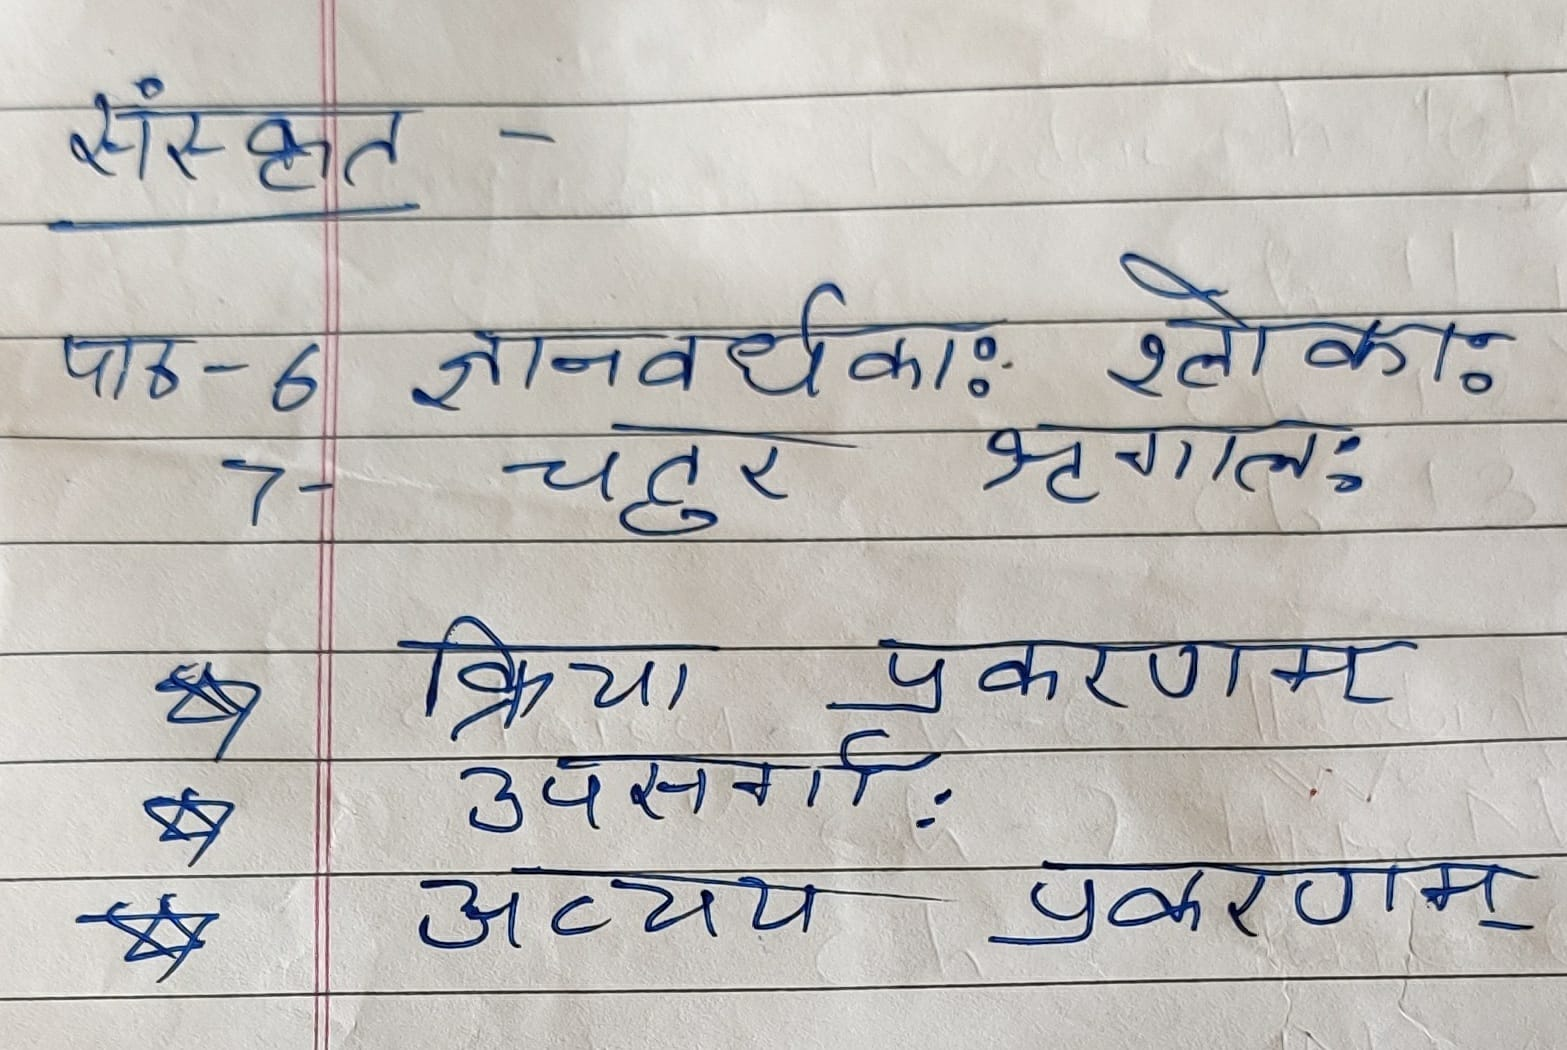 संस्कृत -
पाठ - 6 ज्ञानवर्धकाः श्लोकाः
7- चतुर शृगालः
☆ क्रिया प्रकरणम्
☆ उपसर्गाः
☆ अव्यय प्रकरणम्